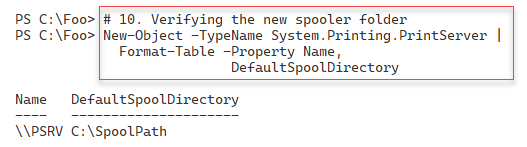 PS C:\Foo> # 10. Verifying the new spooler folder
PS C:\Foo> New-Object -TypeName System.Printing.PrintServer |
Format-Table -Property Name,
DefaultSpoolDirectory
Name DefaultSpoolDirectory
---- ---------------------
\\PSRV C:\SpoolPath